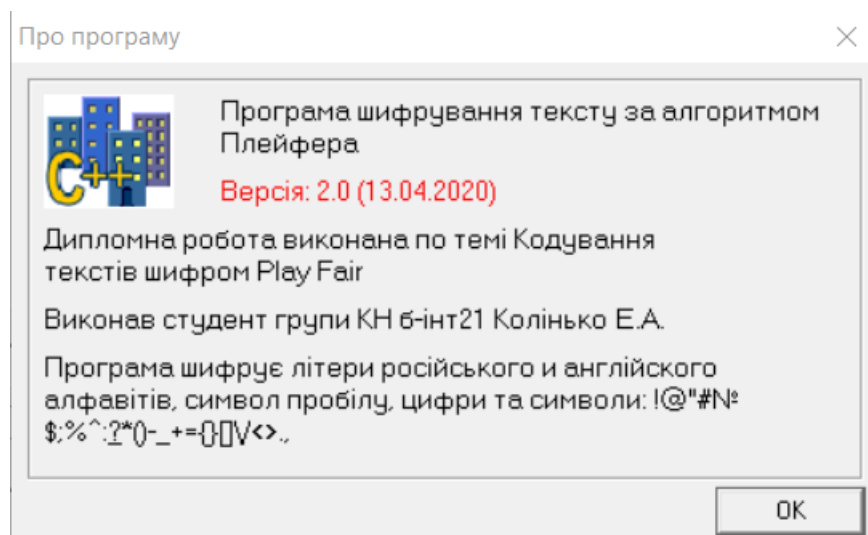 Про програму
Програма шифрування тексту за алгоритмом
Плейфера
Версія: 2.0 (13.04.2020)
C++
Дипломна робота виконана по темі Кодування
текстів шифром Play Fair
Виконав студент групи КН б-інт21 Колінько Е.А.
Програма шифрує літери російського и англійского
алфавітів, символ пробілу, цифри та символи: !@"#№
$;%^:?*()-_+={}[]\/<>.,
OK